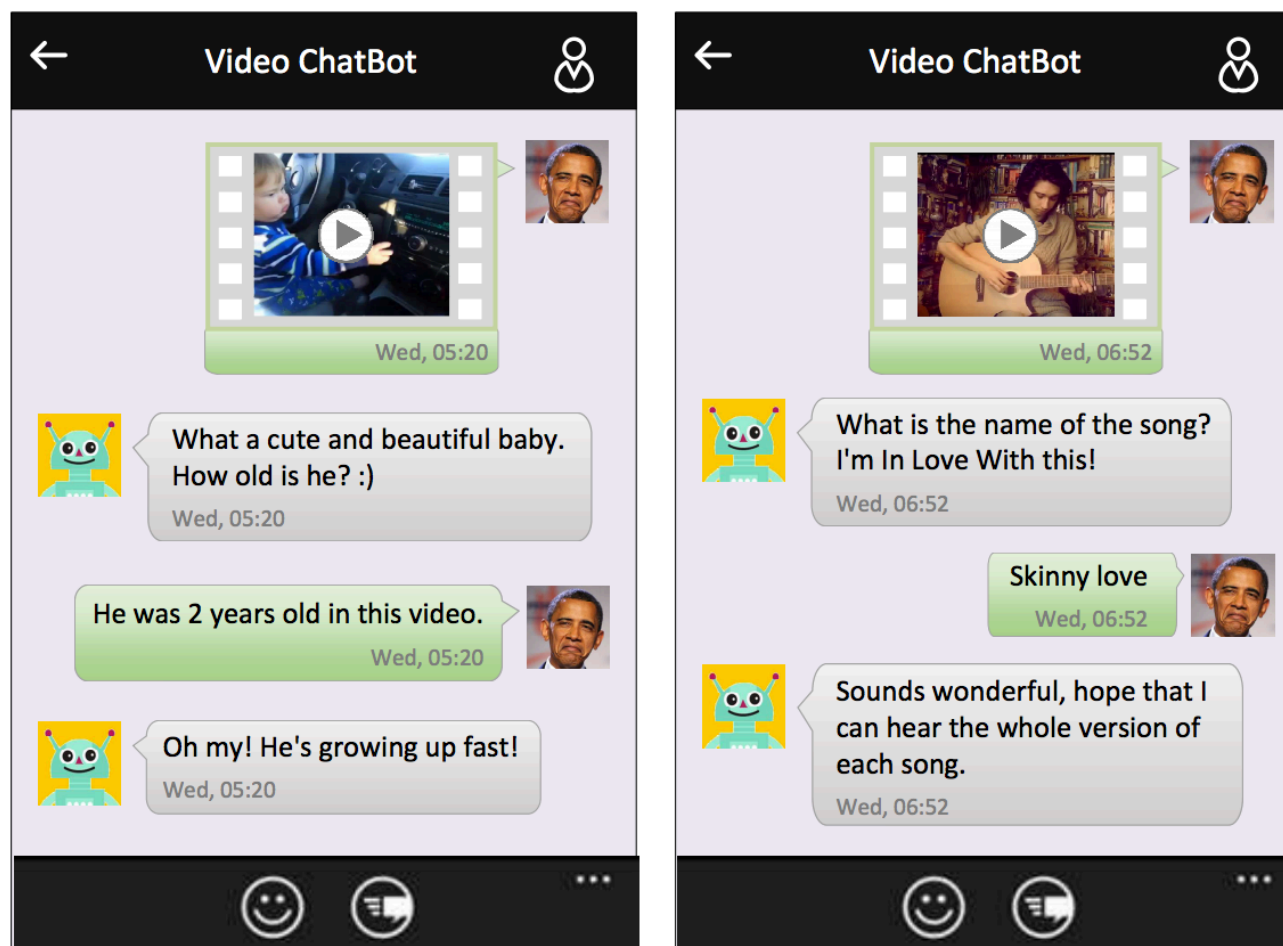 Video ChatBot
Wed, 05:20
What a cute and beautiful baby.
How old is he? :)
Wed, 05:20
He was 2 years old in this video.
Wed, 05:20
Oh my! He's growing up fast!
Wed, 05:20
Video ChatBot
Wed, 06:52
What is the name of the song?
I'm In Love With this!
Wed, 06:52
Skinny love
Wed, 06:52
Sounds wonderful, hope that I
can hear the whole version of
each song.
Wed, 06:52